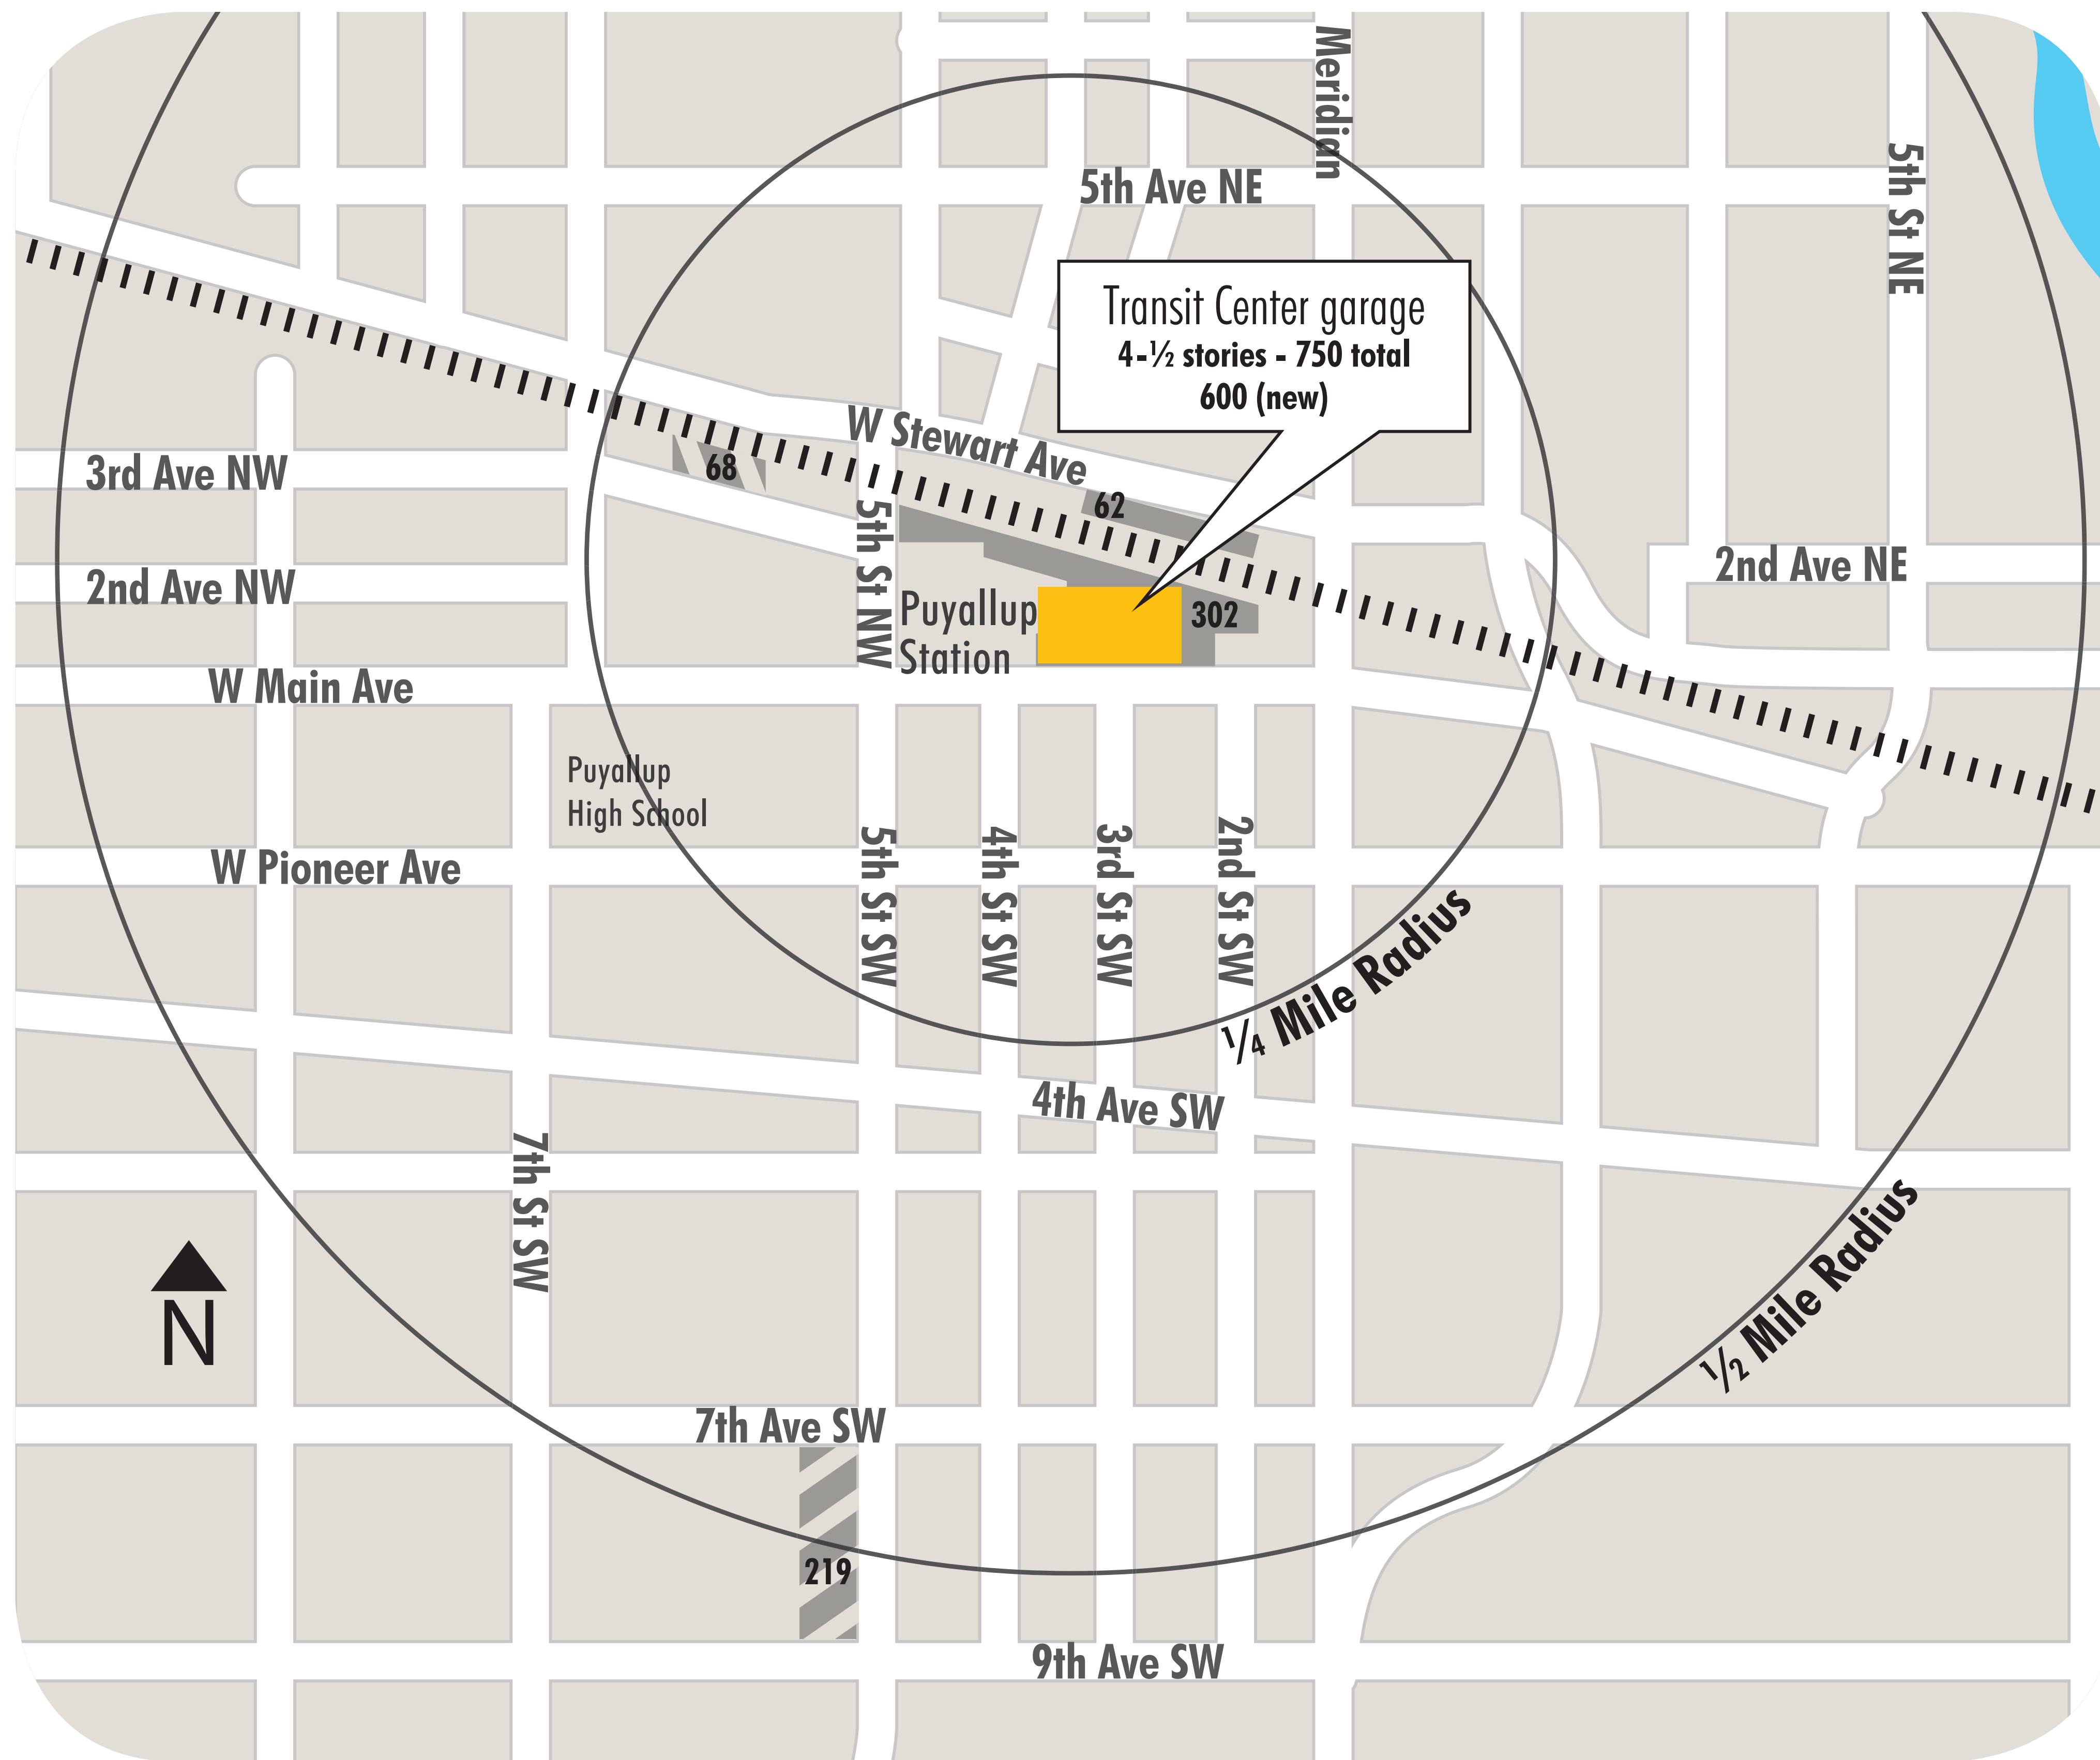 Meridian
5th Ave NE
5th St NE
Transit Center garage
4-½ stories - 750 total
600 (new)
W Stewart Ave
3rd Ave NW
68
62
5th St NW
2nd Ave NE
2nd Ave NW
Puyallup
Station
302
W Main Ave
Puyallup
High School
W Pioneer Ave
5th St SW
4th St SW
3rd St SW
2nd St SW
¼ Mile Radius
4th Ave SW
7th St SW
½ Mile Radius
N
7th Ave SW
219
9th Ave SW